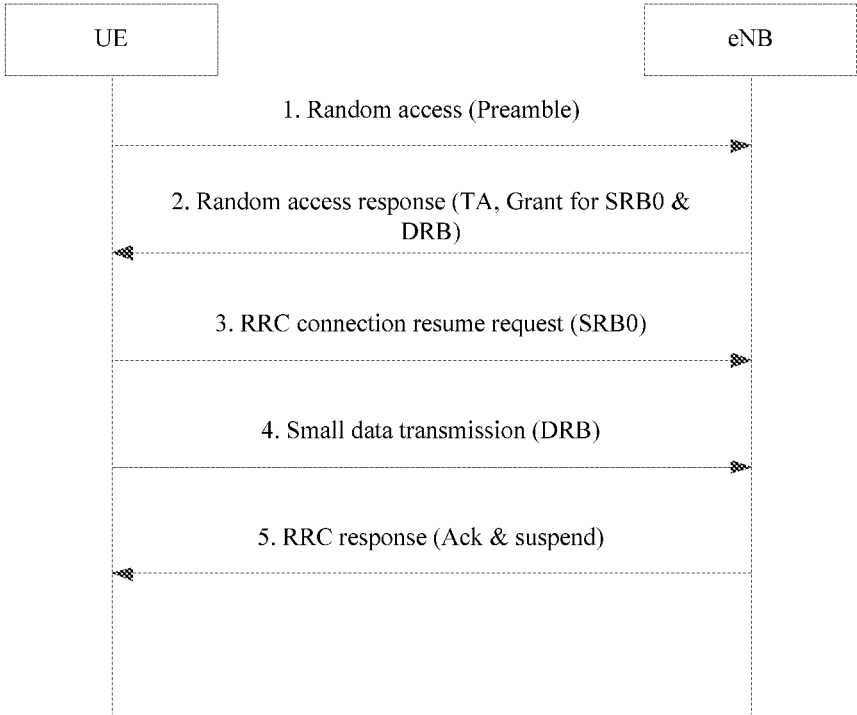 UE
eNB
1. Random access (Preamble)
2. Random access response (TA, Grant for SRB0 &
DRB)
3. RRC connection resume request (SRB0)
4. Small data transmission (DRB)
5. RRC response (Ack & suspend)